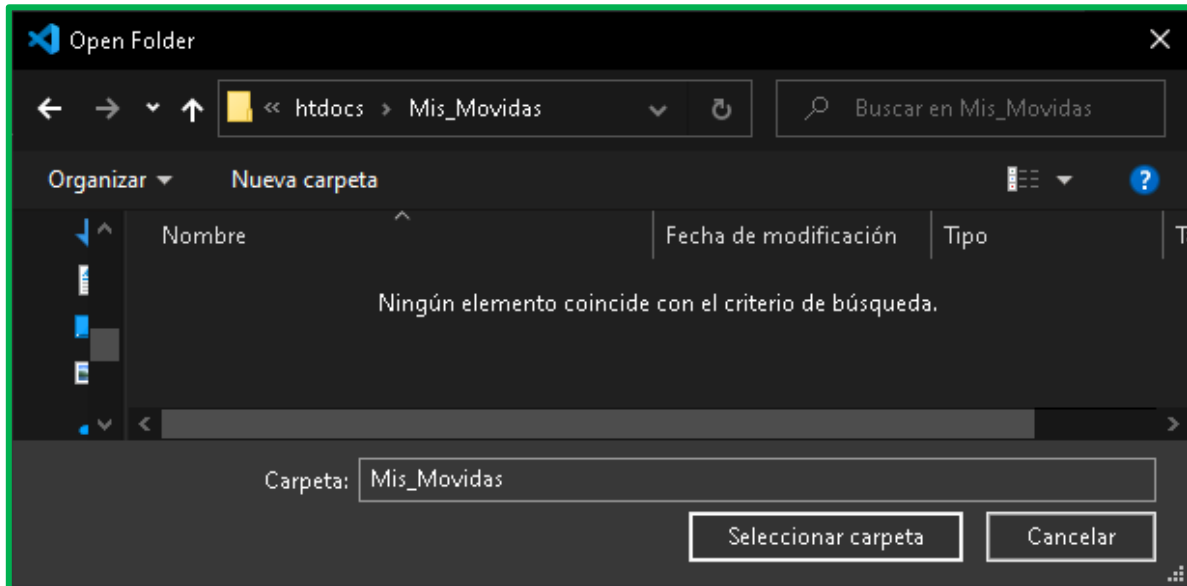 Open Folder
« htdocs > Mis_Movidas
Buscar en Mis_Movidas
Organizar Nueva carpeta
Nombre Fecha de modificación Tipo T
Ningún elemento coincide con el criterio de búsqueda.
Carpeta: Mis_Movidas
Seleccionar carpeta Cancelar